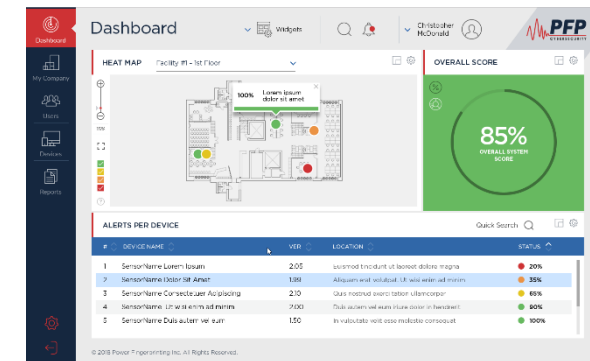 Dashboard
Widgets
Christopher
McDonald
PFP
CYBERSECURITY
Dashboard
My Company
Users
Devices
Reports
HEAT MAP
Facility #1 - 1st Floor
100%
Lorem ipsum
dolor sit amet
OVERALL SCORE
85%
OVERALL SYSTEM
SCORE
ALERTS PER DEVICE
Quick Search
# DEVICE NAME VER LOCATION STATUS
1 SensorName Lorem Ipsum 2.05 Euismod tincidunt ut laoreet dolore magna 20%
2 SensorName Dolor Sit Amet 1.99 Aliquam erat volutpat. Ut wisi enim ad minim 35%
3 SensorName Consectetuer Adipiscing 2.10 Quis nostrud exerci tation ullamcorper 65%
4 SensorName Ut wisi enim ad minim 2.00 Duis autem vel eum iriure dolor in hendrerit 90%
5 SensorName Duis autem vel eum 1.50 In vulputate velit esse molestie consequat 100%
Power Fingerprinting Inc. All Rights Reserved.